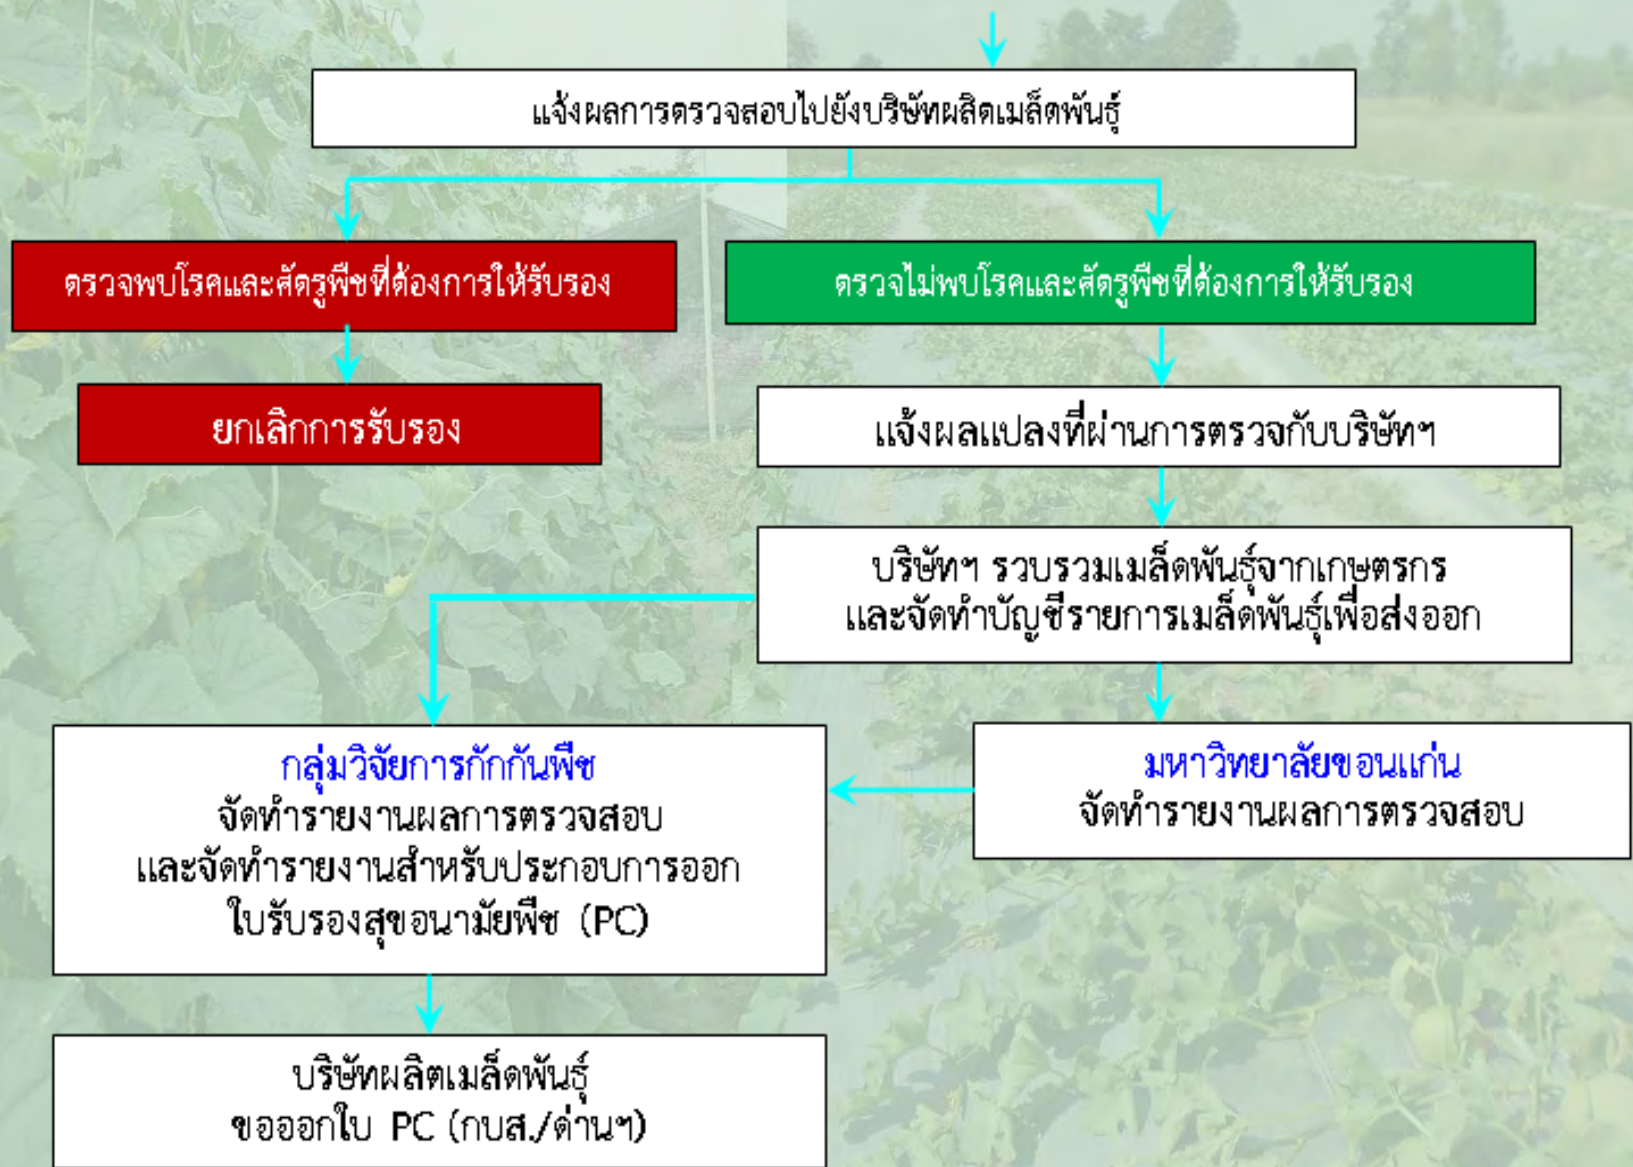 แจ้งผลการตรวจสอบไปยังบริษัทผลิตเมล็ดพันธุ์
ตรวจพบโรคและศัตรูพืชที่ต้องการให้รับรอง
ตรวจไม่พบโรคและศัตรูพืชที่ต้องการให้รับรอง
ยกเลิกการรับรอง
แจ้งผลแปลงที่ผ่านการตรวจกับบริษัทฯ
บริษัทฯ รวบรวมเมล็ดพันธุ์จากเกษตรกร
และจัดทำบัญชีรายการเมล็ดพันธุ์เพื่อส่งออก
กลุ่มวิจัยการกักกันพืช
จัดทำรายงานผลการตรวจสอบ
และจัดทำรายงานสำหรับประกอบการออก
ใบรับรองสุขอนามัยพืช (PC)
มหาวิทยาลัยขอนแก่น
จัดทำรายงานผลการตรวจสอบ
บริษัทผลิตเมล็ดพันธุ์
ขอออกใบ PC (กบส./ด่านฯ)